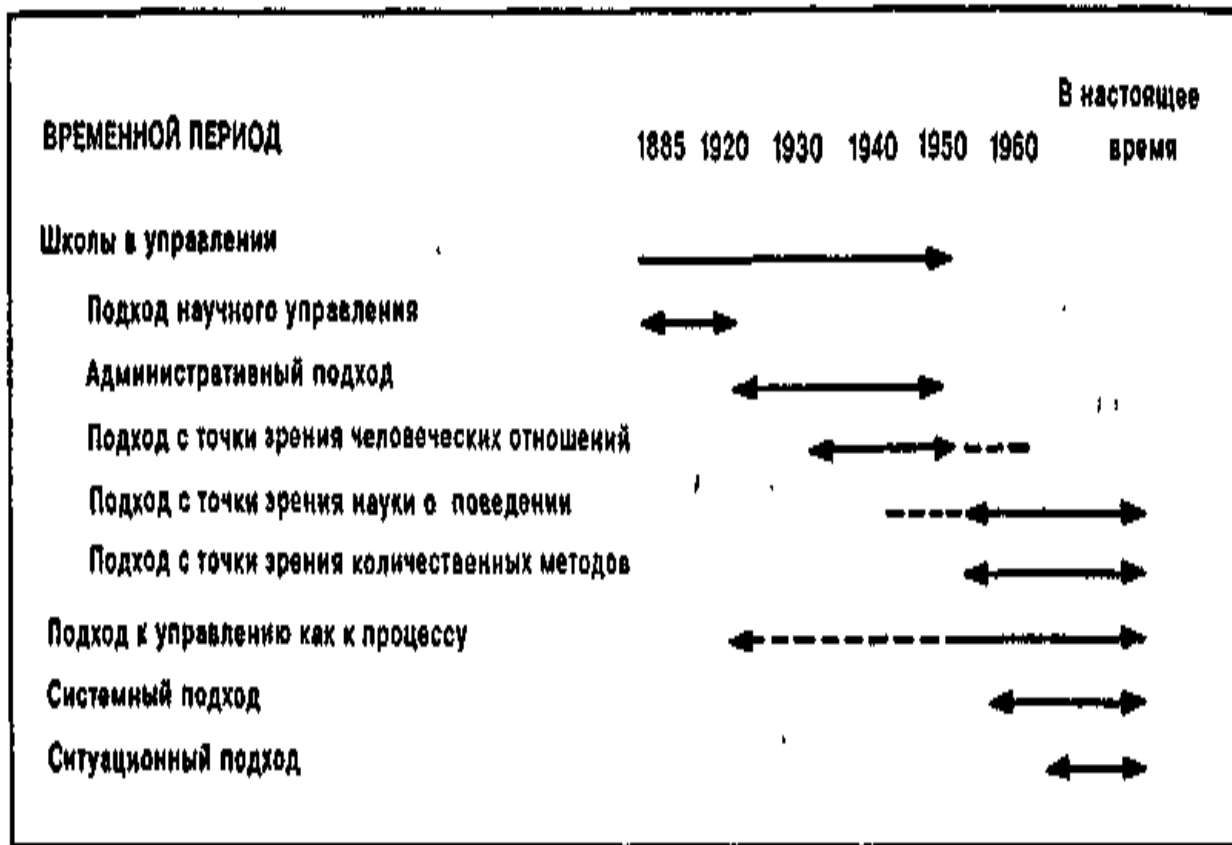 В настоящее
ВРЕМЕННОЙ ПЕРИОД 1885 1920 1930 1940 1950 1960 время
Школы в управлении
Подход научного управления
Административный подход
Подход с точки зрения человеческих отношений
Подход с точки зрения науки о поведении
Подход с точки зрения количественных методов
Подход к управлению как к процессу
Системный подход
Ситуационный подход